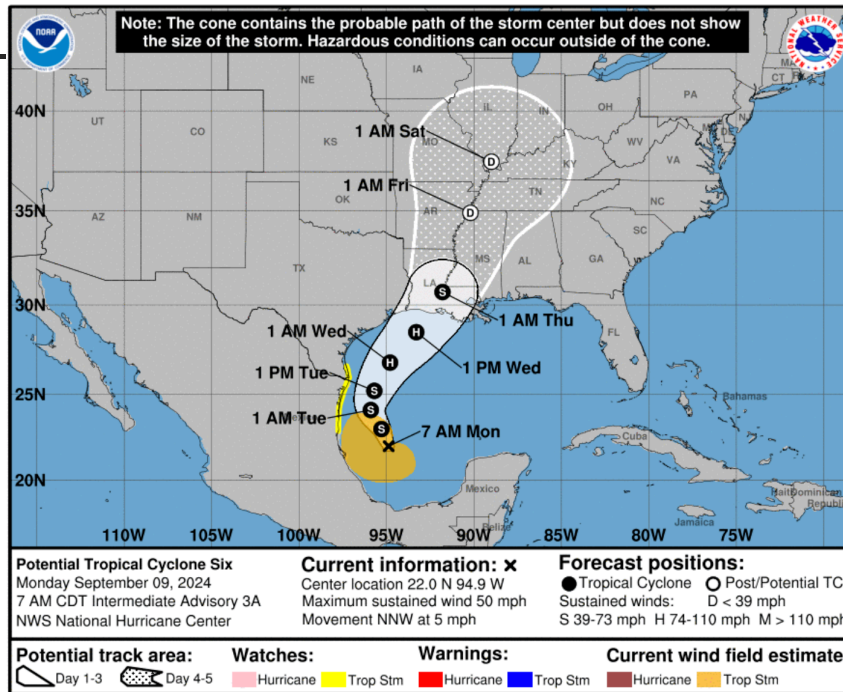 Note: The cone contains the probable path of the storm center but does not show
the size of the storm. Hazardous conditions can occur outside of the cone.
NOAA
NATIONAL WEATHER SERVICE
40N
35N
30N
25N
20N
110W
105W
100W
95W
90W
85W
80W
75W
NE
IA
IL
IN
OH
PA
MA
CT
UT
CO
KS
MO
KY
WV
VA
DE
AZ
NM
OK
AR
TN
NC
SC
TX
LA
MS
AL
GA
FL
1 AM Sat
D
1 AM Fri
D
S
1 AM Thu
1 AM Wed
H
H
1 PM Wed
1 PM Tue
S
1 AM Tue
S
S
7 AM Mon
Bahamas
Cuba
Mexico
Belize
Jamaica
Haiti
Dominican
Republi
Potential Tropical Cyclone Six
Monday September 09, 2024
7 AM CDT Intermediate Advisory 3A
NWS National Hurricane Center
Current information: ×
Center location 22.0 N 94.9 W
Maximum sustained wind 50 mph
Movement NNW at 5 mph
Forecast positions:
Tropical Cyclone Post/Potential TC
Sustained winds: D < 39 mph
S 39-73 mph H 74-110 mph M > 110 mph
Potential track area:
Day 1-3 Day 4-5
Watches:
Hurricane Trop Stm
Warnings:
Hurricane Trop Stm
Current wind field estimate
Hurricane Trop Stm